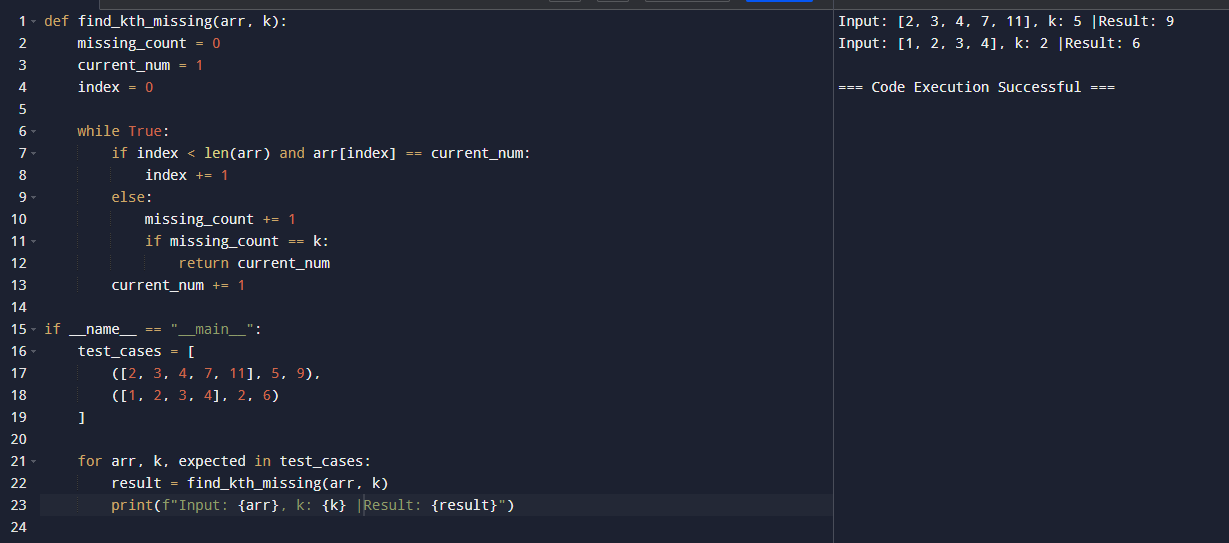 1 def find_kth_missing(arr, k):
2     missing_count = 0
3     current_num = 1
4     index = 0
5
6     while True:
7         if index < len(arr) and arr[index] == current_num:
8             index += 1
9         else:
10             missing_count += 1
11             if missing_count == k:
12                 return current_num
13         current_num += 1
14
15 if __name__ == "__main__":
16     test_cases = [
17         ([2, 3, 4, 7, 11], 5, 9),
18         ([1, 2, 3, 4], 2, 6)
19     ]
20
21     for arr, k, expected in test_cases:
22         result = find_kth_missing(arr, k)
23         print(f"Input: {arr}, k: {k} |Result: {result}")
24
Input: [2, 3, 4, 7, 11], k: 5 |Result: 9
Input: [1, 2, 3, 4], k: 2 |Result: 6

=== Code Execution Successful ===